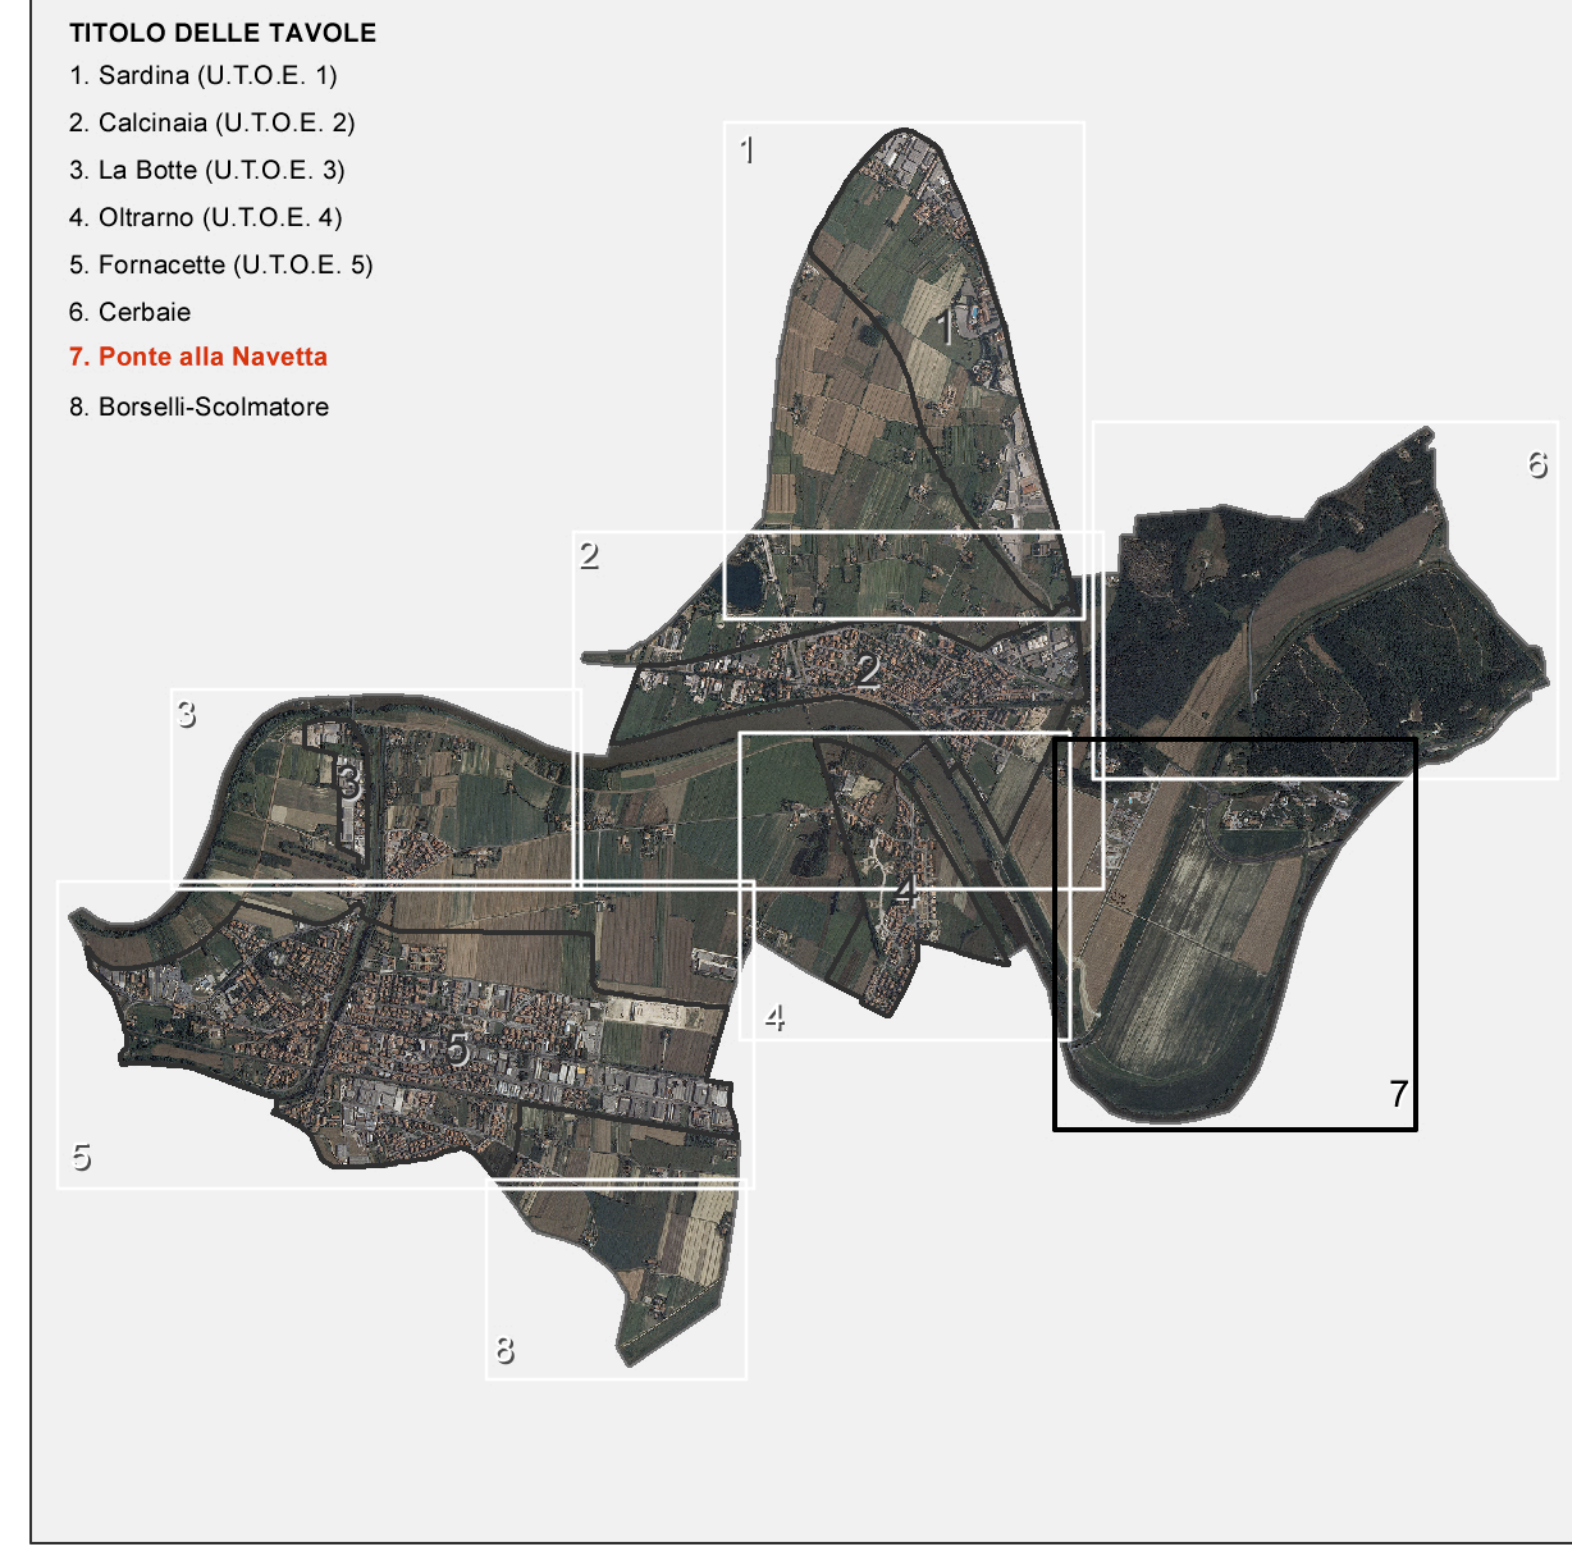 TITOLO DELLE TAVOLE
1. Sardina (U.T.O.E. 1)
2. Calcinaia (U.T.O.E. 2)
3. La Botte (U.T.O.E. 3)
4. Oltrarno (U.T.O.E. 4)
5. Fornacette (U.T.O.E. 5)
6. Cerbaie
7. Ponte alla Navetta
8. Borselli-Scolmatore
1
1
6
2
2
3
3
4
4
5
7
5
8